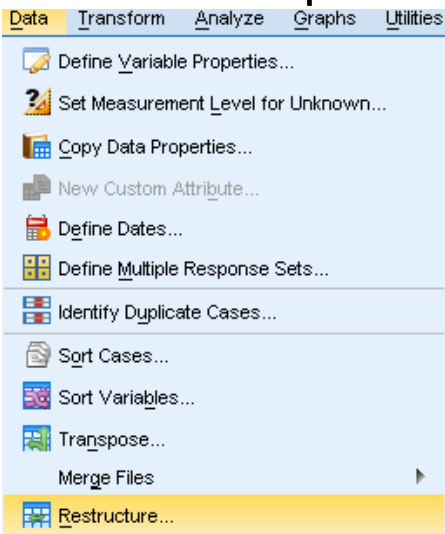 Data Transform Analyze Graphs Utilities
Define Variable Properties...
Set Measurement Level for Unknown...
Copy Data Properties...
New Custom Attribute...
Define Dates...
Define Multiple Response Sets...
Identify Duplicate Cases...
Sort Cases...
Sort Variables...
Transpose...
Merge Files
Restructure...